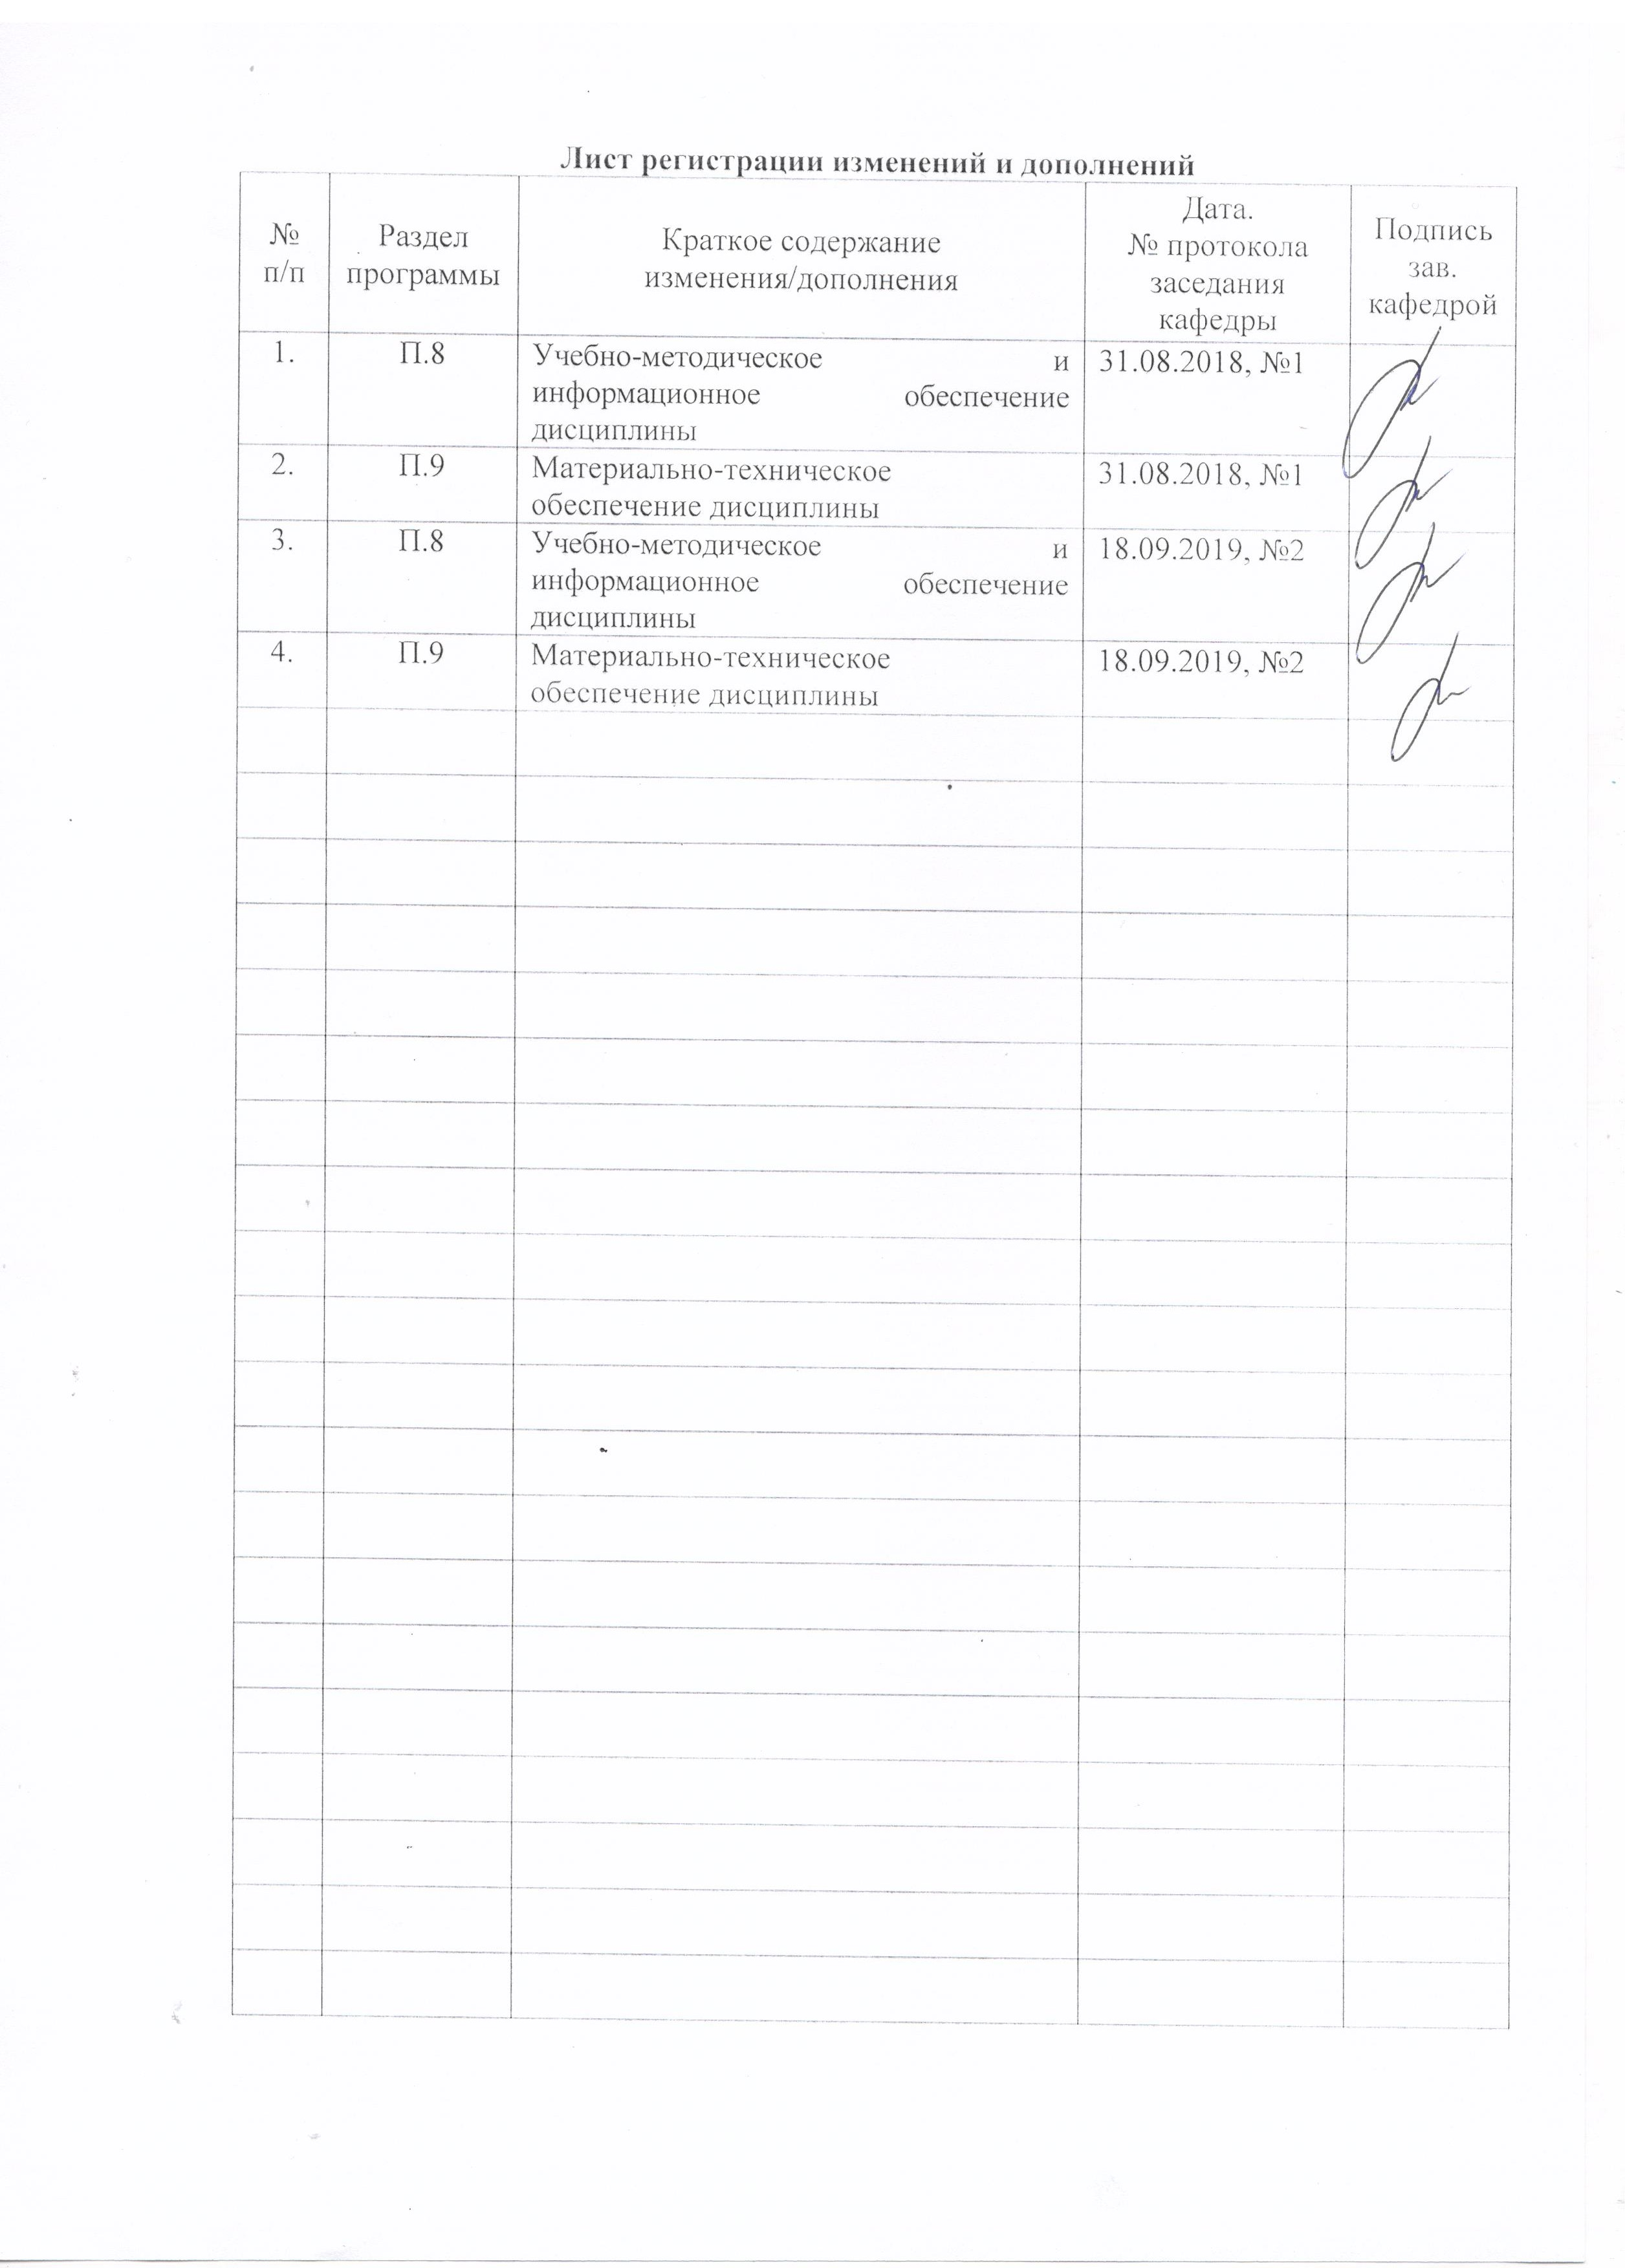 Лист регистрации изменений и дополнений
№
п/п
Раздел
программы
Краткое содержание
изменения/дополнения
Дата.
№ протокола
заседания
кафедры
Подпись
зав.
кафедрой
1.
П.8
Учебно-методическое и
информационное обеспечение
дисциплины
31.08.2018, №1
2.
П.9
Материально-техническое
обеспечение дисциплины
31.08.2018, №1
3.
П.8
Учебно-методическое и
информационное обеспечение
дисциплины
18.09.2019, №2
4.
П.9
Материально-техническое
обеспечение дисциплины
18.09.2019, №2